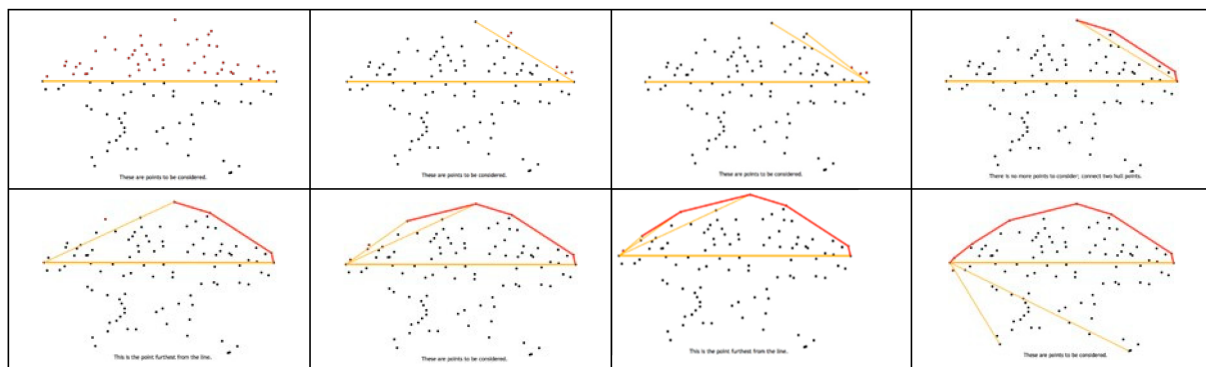 These are points to be considered.
These are points to be considered.
These are points to be considered.
There is no more points to consider; connect two hull points.
This is the point furthest from the line.
These are points to be considered.
This is the point furthest from the line.
These are points to be considered.